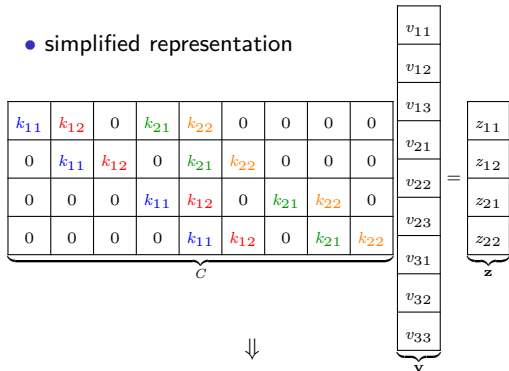 • simplified representation
k₁₁ k₁₂ 0 k₂₁ k₂₂ 0 0 0 0
0 k₁₁ k₁₂ 0 k₂₁ k₂₂ 0 0 0
0 0 0 k₁₁ k₁₂ 0 k₂₁ k₂₂ 0
0 0 0 0 k₁₁ k₁₂ 0 k₂₁ k₂₂
C
v₁₁
v₁₂
v₁₃
v₂₁
v₂₂
v₂₃
v₃₁
v₃₂
v₃₃
v
=
z₁₁
z₁₂
z₂₁
z₂₂
z
⇓